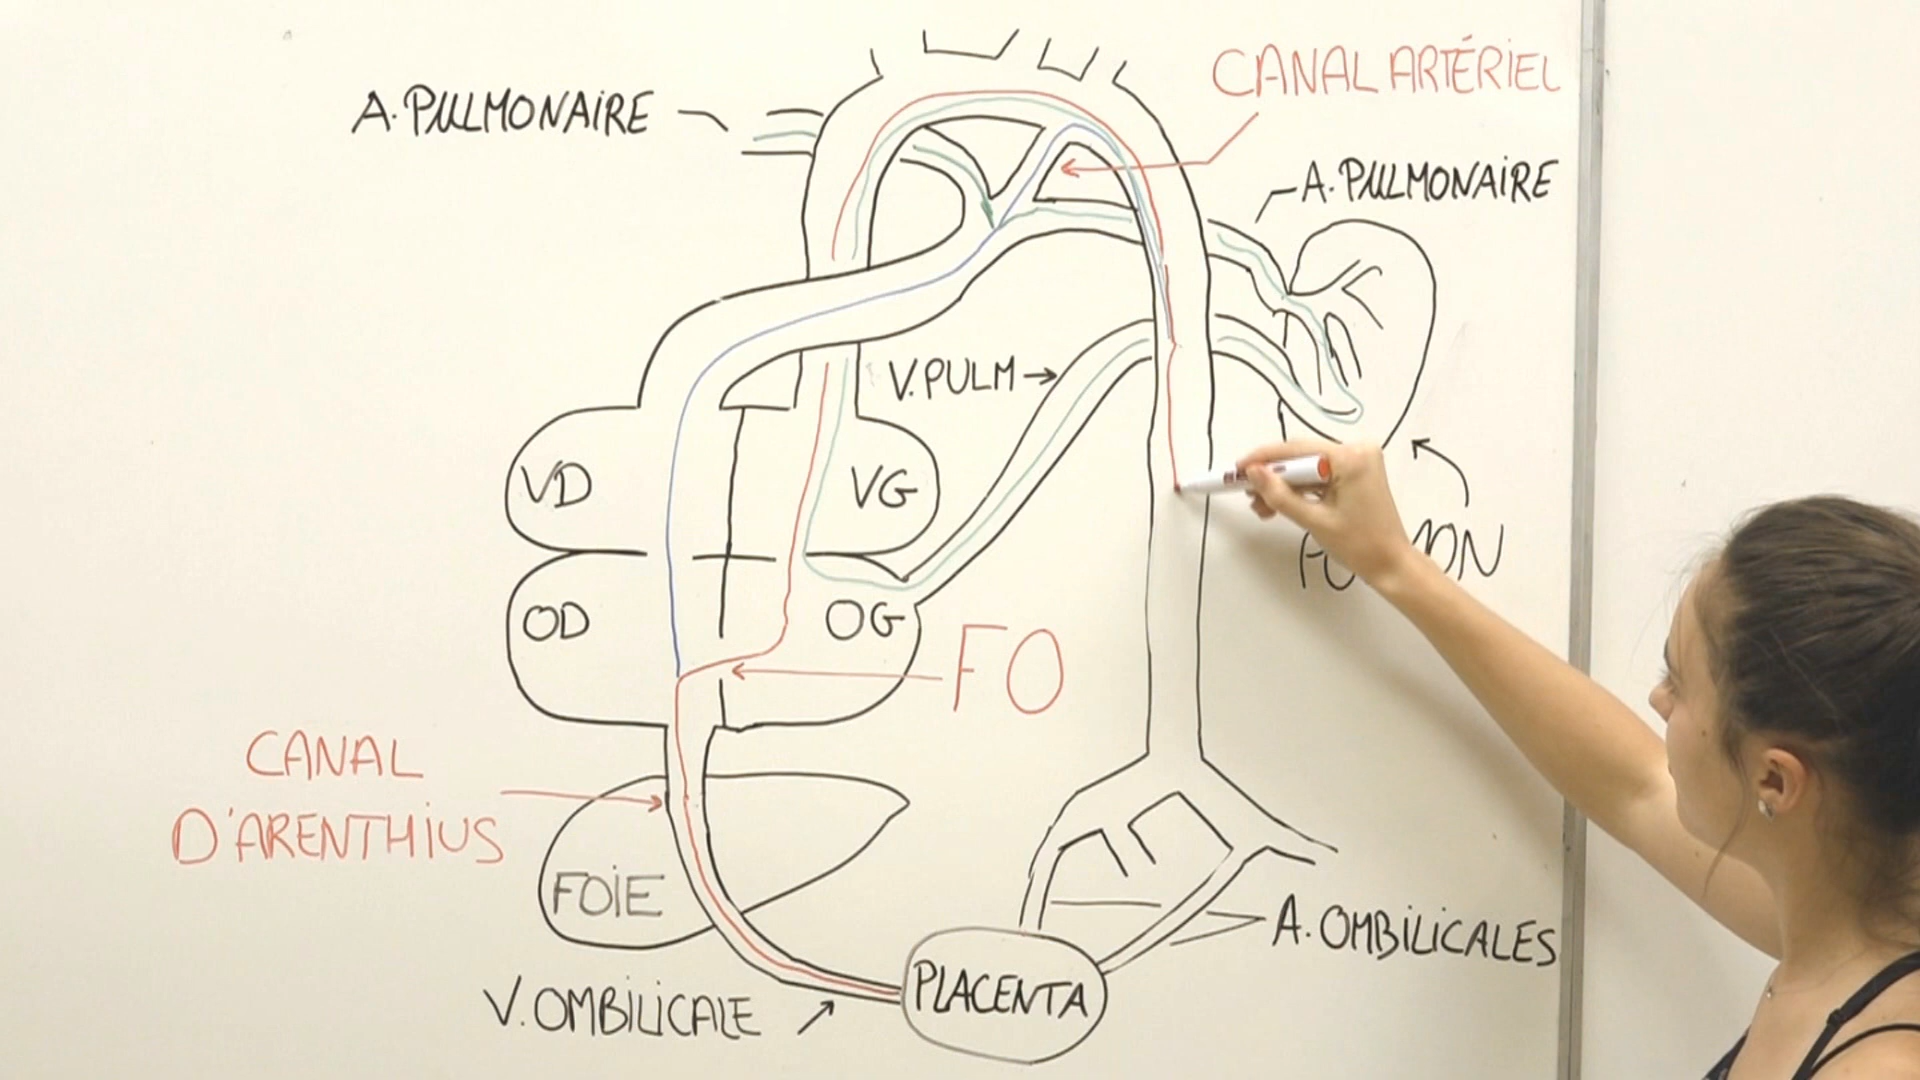 CANAL ARTÉRIEL
A. PULMONAIRE
A. PULMONAIRE
V. PULM
VD
VG
OD
OG
FO
CANAL
D'ARENTHIUS
FOIE
A. OMBILICALES
PLACENTA
V. OMBILICALE